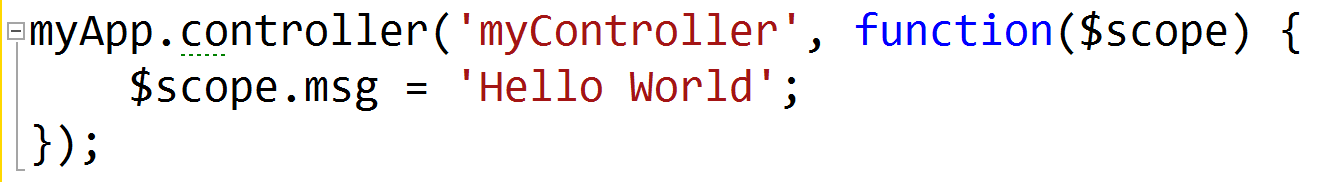 myApp.controller('myController', function($scope) {
    $scope.msg = 'Hello World';
});